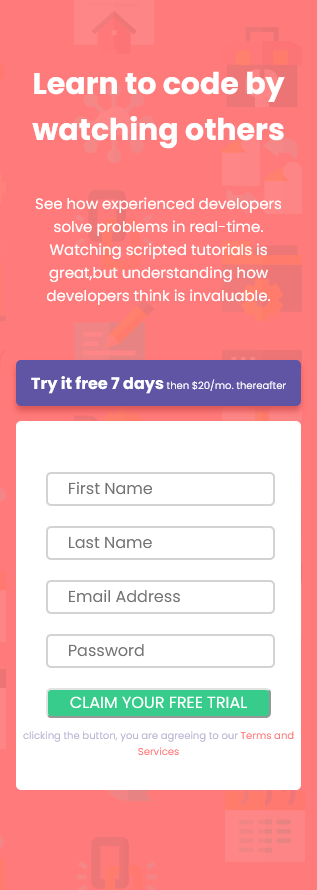 Learn to code by
watching others
See how experienced developers
solve problems in real-time.
Watching scripted tutorials is
great,but understanding how
developers think is invaluable.
Try it free 7 days then $20/mo. thereafter
First Name
Last Name
Email Address
Password
CLAIM YOUR FREE TRIAL
clicking the button, you are agreeing to our Terms and
Services